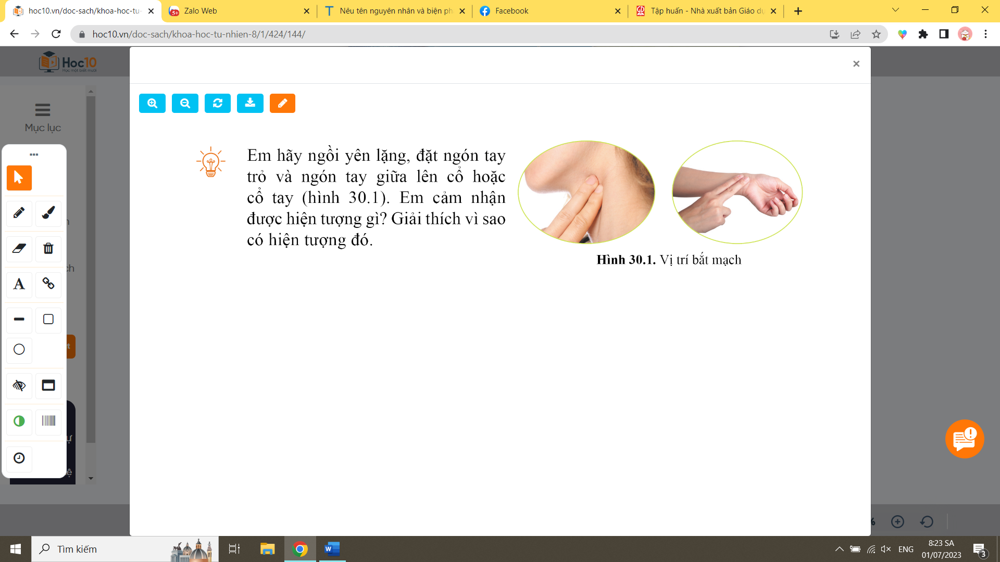 hoc10.vn/doc-sach/khoa-hoc-tu-
Zalo Web
Nêu tên nguyên nhân và biện ph
Facebook
Tập huấn - Nhà xuất bản Giáo dụ
hoc10.vn/doc-sach/khoa-hoc-tu-nhien-8/1/424/144/
Hoc10
Học một biết mười
Mục lục
Em hãy ngồi yên lặng, đặt ngón tay
trỏ và ngón tay giữa lên cổ hoặc
cổ tay (hình 30.1). Em cảm nhận
được hiện tượng gì? Giải thích vì sao
có hiện tượng đó.
Hình 30.1. Vị trí bắt mạch
A
Tìm kiếm
ENG
8:23 SA
01/07/2023
3